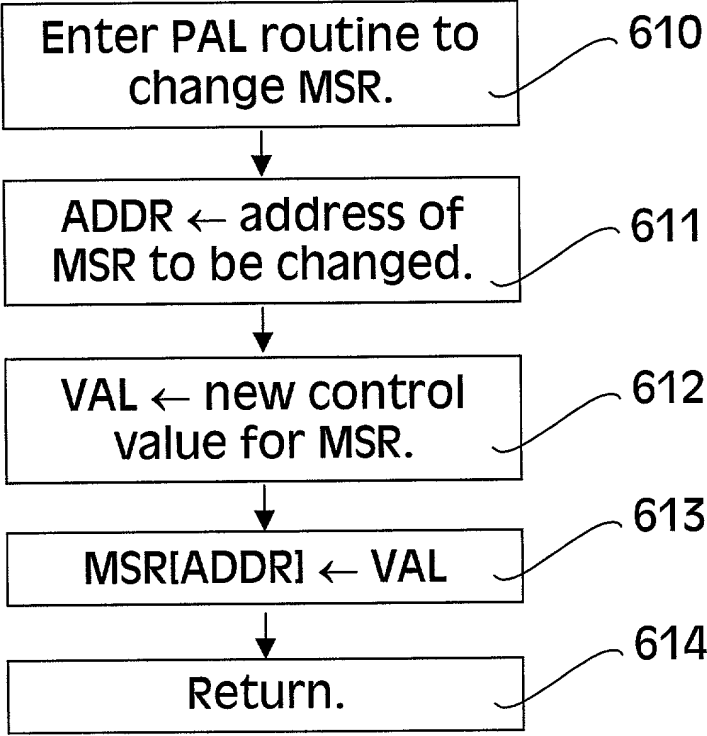 Enter PAL routine to
change MSR.
610
ADDR ← address of
MSR to be changed.
611
VAL ← new control
value for MSR.
612
MSR[ADDR] ← VAL
613
Return.
614